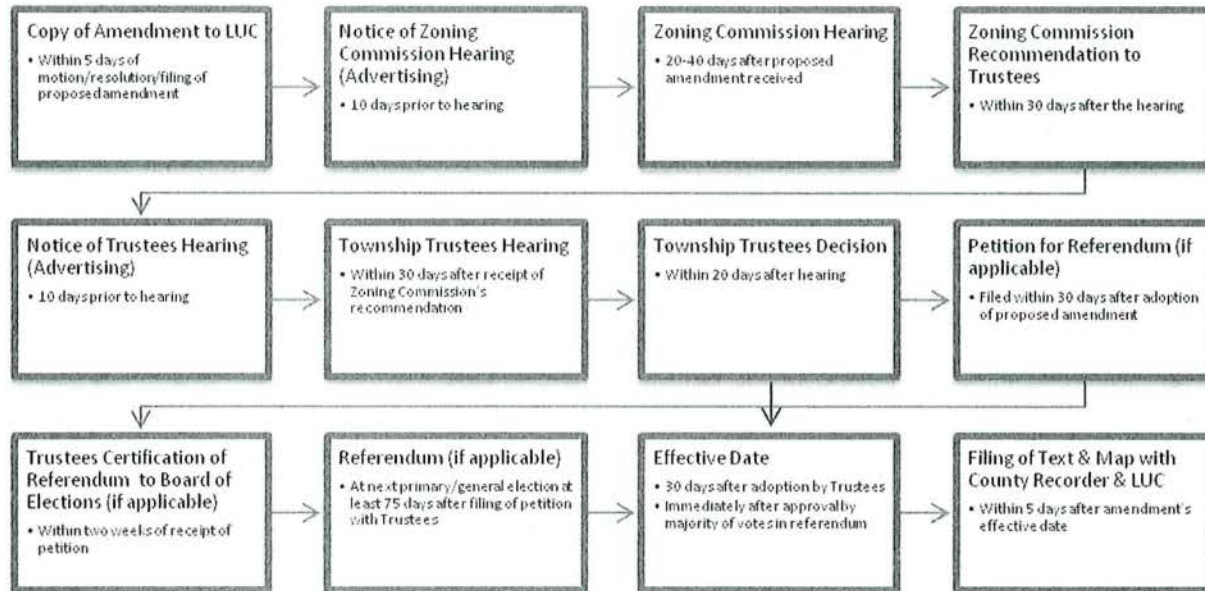 Copy of Amendment to LUC
• Within 5 days of
motion/resolution/filing of
proposed amendment
Notice of Zoning
Commission Hearing
(Advertising)
• 10 days prior to hearing
Zoning Commission Hearing
• 20-40 days after proposed
amendment received
Zoning Commission
Recommendation to
Trustees
• Within 30 days after the hearing
Notice of Trustees Hearing
(Advertising)
• 10 days prior to hearing
Township Trustees Hearing
• Within 30 days after receipt of
Zoning Commission's
recommendation
Township Trustees Decision
• Within 20 days after hearing
Petition for Referendum (if
applicable)
• Filed within 30 days after adoption
of proposed amendment
Trustees Certification of
Referendum to Board of
Elections (if applicable)
• Within two weeks of receipt of
petition
Referendum (if applicable)
• At next primary/general election at
least 75 days after filing of petition
with Trustees
Effective Date
• 30 days after adoption by Trustees
• Immediately after approval by
majority of votes in referendum
Filing of Text & Map with
County Recorder & LUC
• Within 5 days after amendment's
effective date